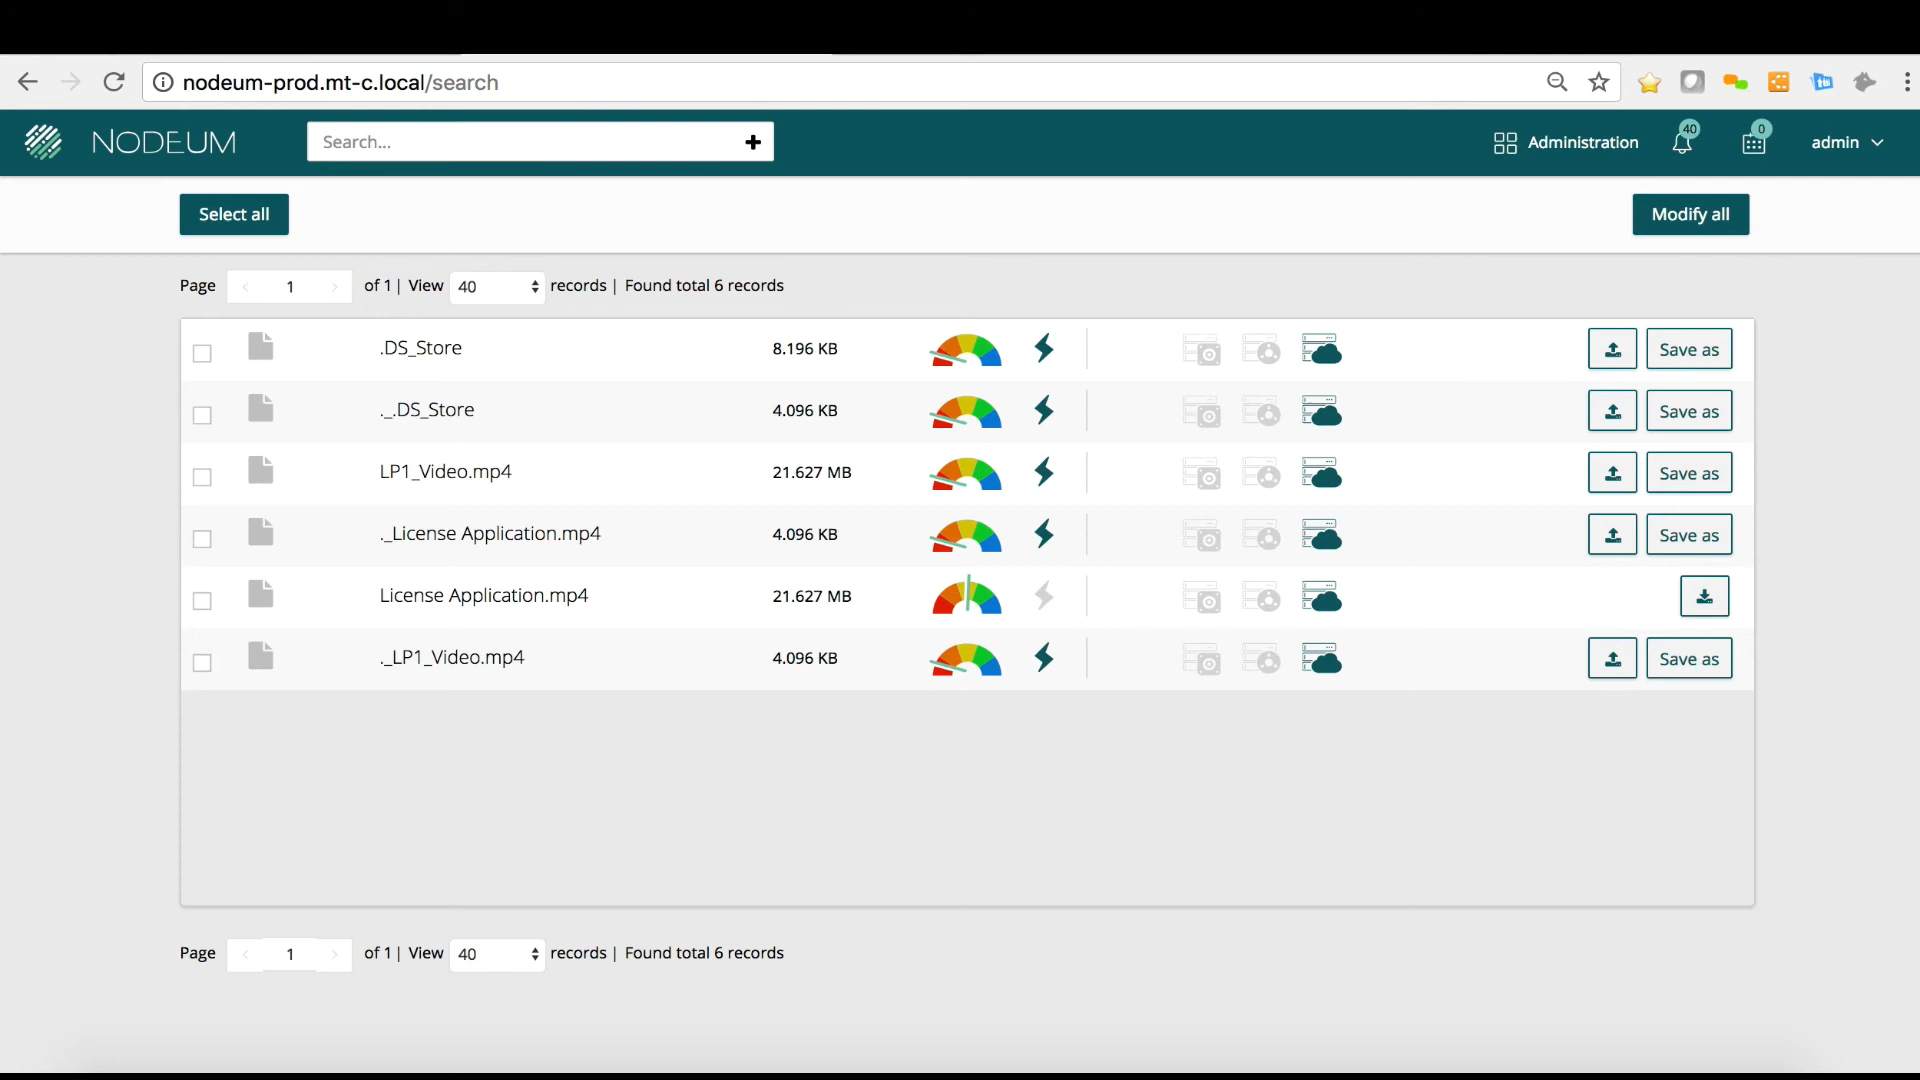 nodeum-prod.mt-c.local/search
NODEUM Search... Administration 40 0 admin
Select all Modify all
Page 1 of 1 | View 40 records | Found total 6 records
.DS_Store 8.196 KB Save as
._.DS_Store 4.096 KB Save as
LP1_Video.mp4 21.627 MB Save as
._License Application.mp4 4.096 KB Save as
License Application.mp4 21.627 MB
._LP1_Video.mp4 4.096 KB Save as
Page 1 of 1 | View 40 records | Found total 6 records